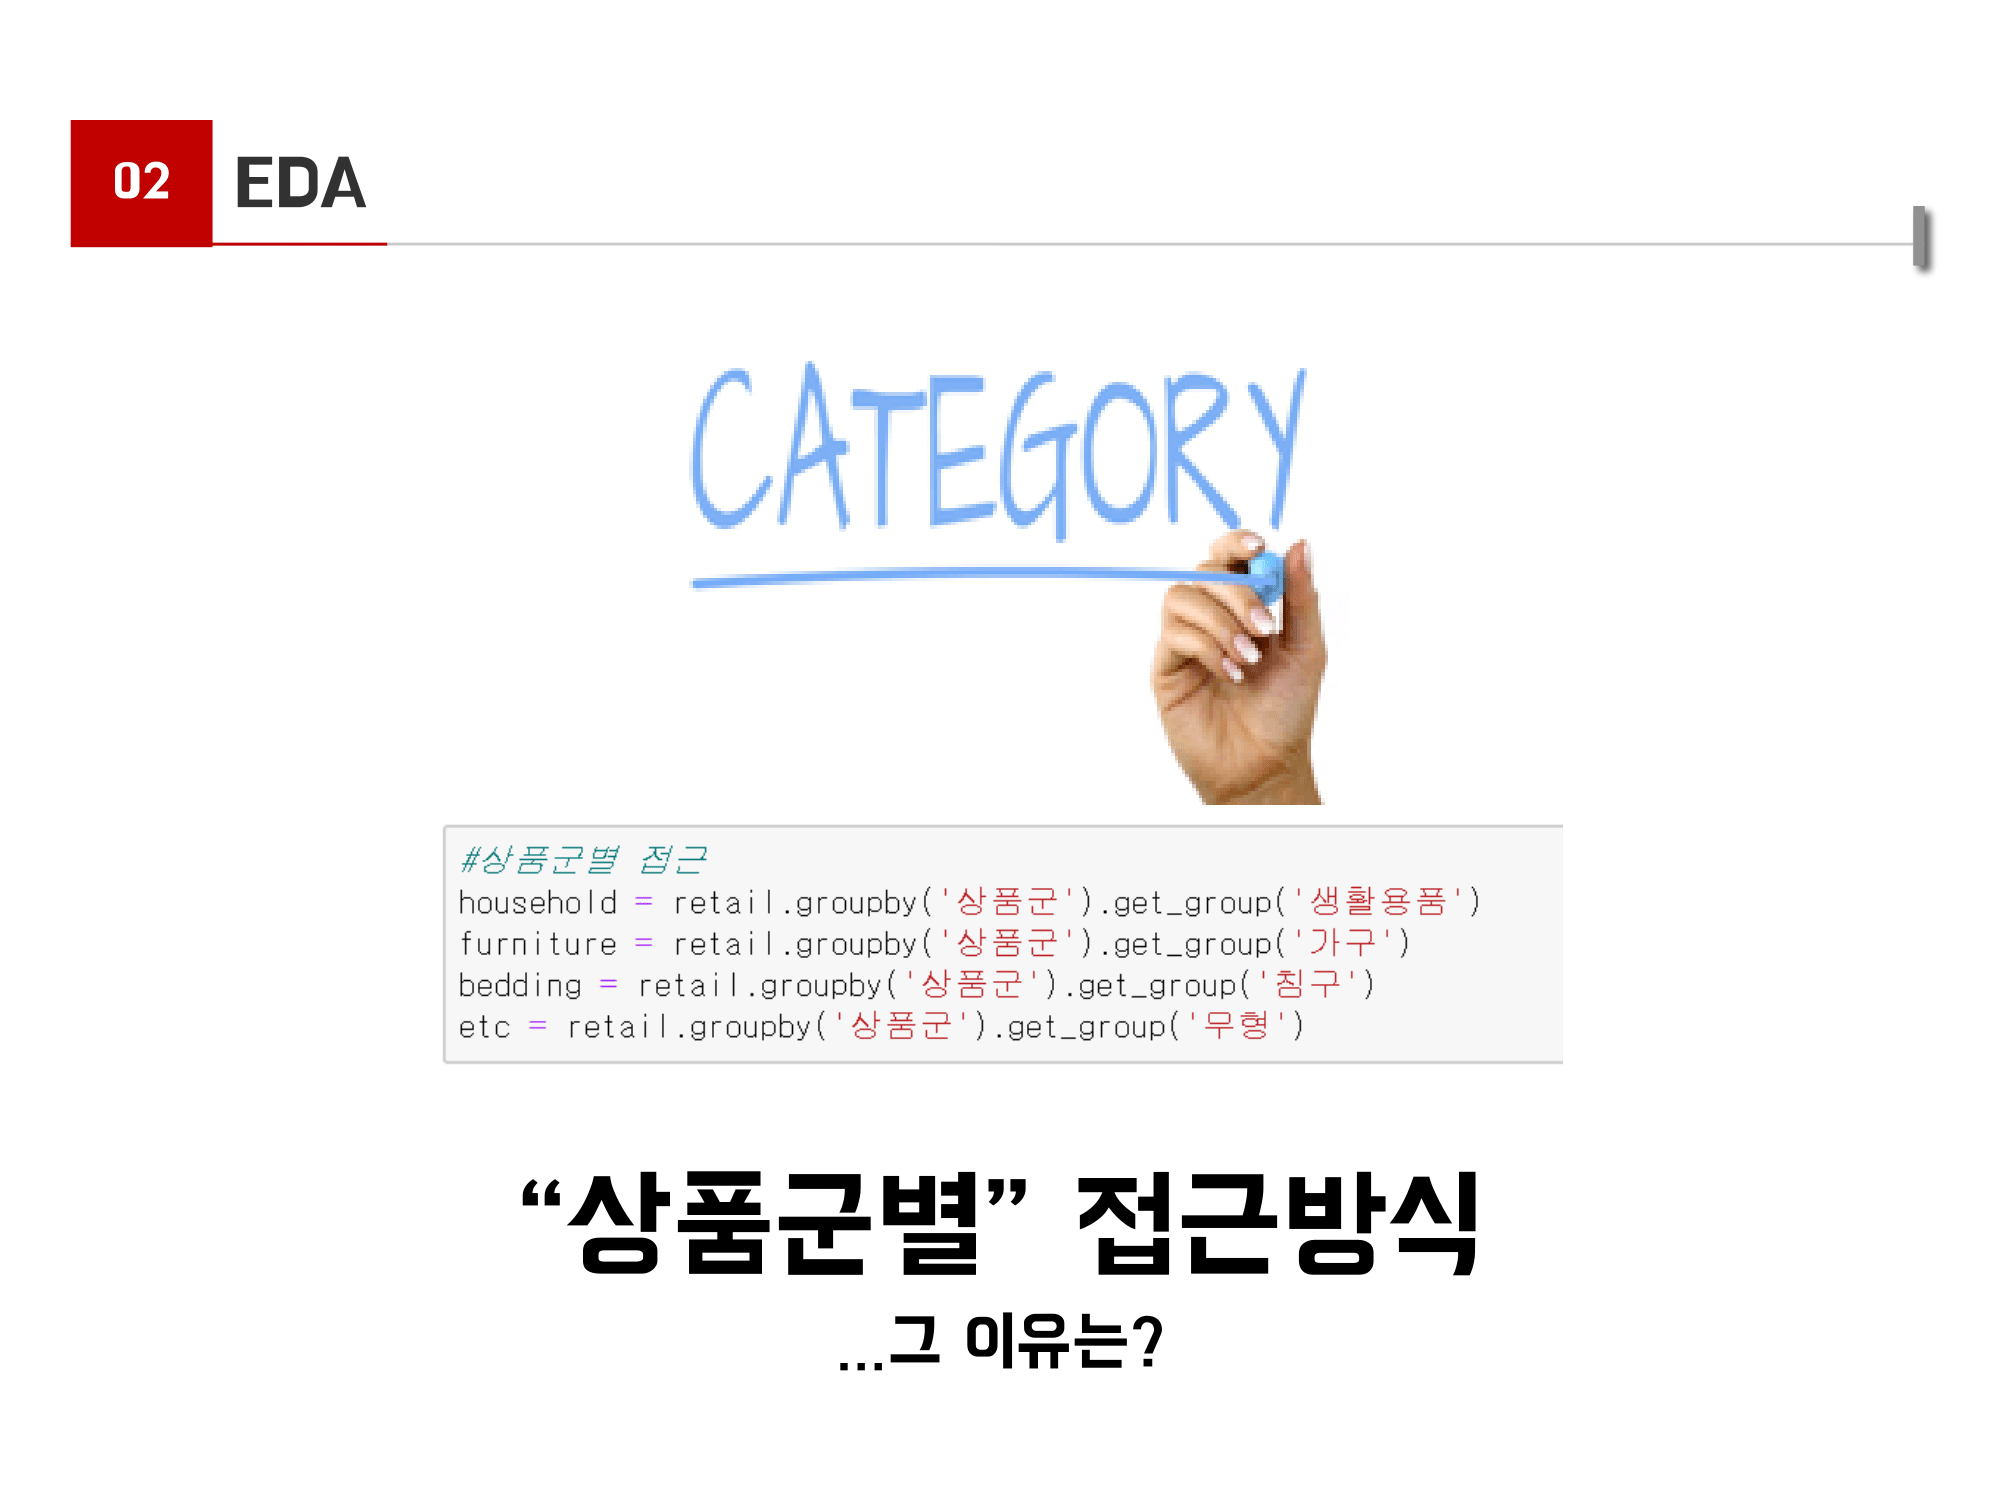 02
EDA
CATEGORY
#상품군별 접근
household = retail.groupby('상품군').get_group('생활용품')
furniture = retail.groupby('상품군').get_group('가구')
bedding = retail.groupby('상품군').get_group('침구')
etc = retail.groupby('상품군').get_group('무형')
“상품군별” 접근방식
...그 이유는?